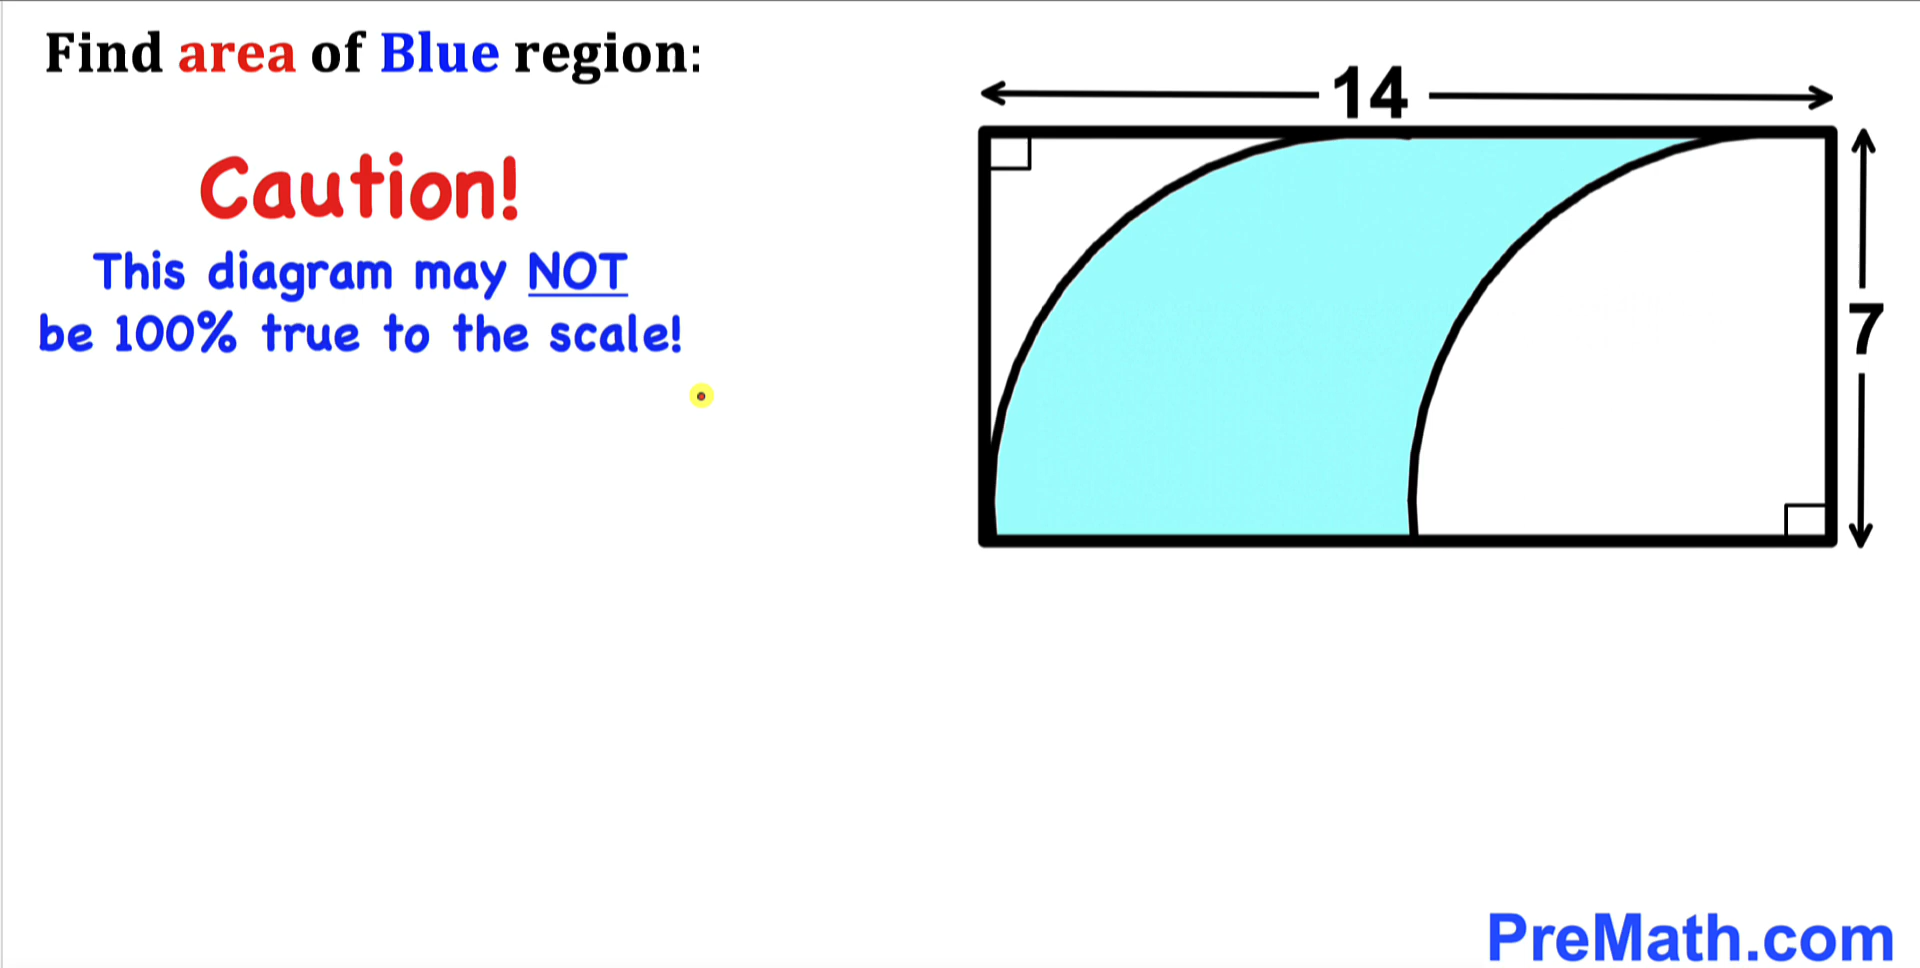 Find area of Blue region:
Caution!
This diagram may NOT
be 100% true to the scale!
14
7
PreMath.com